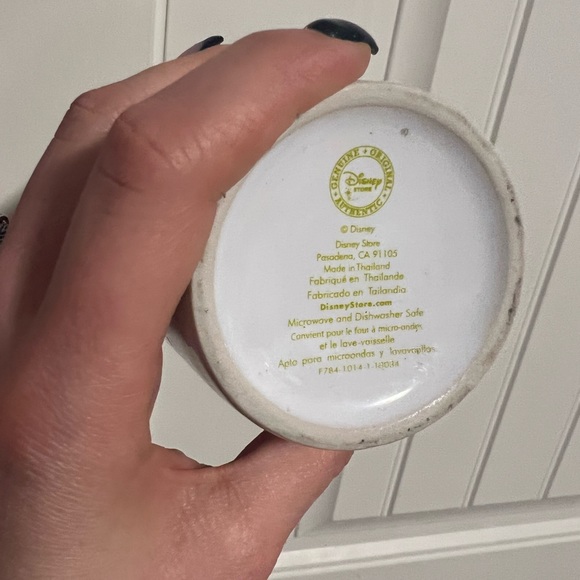 GENUINE • ORIGINAL • AUTHENTIC •
Disney
STORE
© Disney
Disney Store
Pasadena, CA 91105
Made in Thailand
Fabriqué en Thaïlande
Fabricado en Tailandia
DisneyStore.com
Microwave and Dishwasher Safe
Convient pour le four à micro-ondes
et le lave-vaisselle
Apto para microondas y lavavajillas